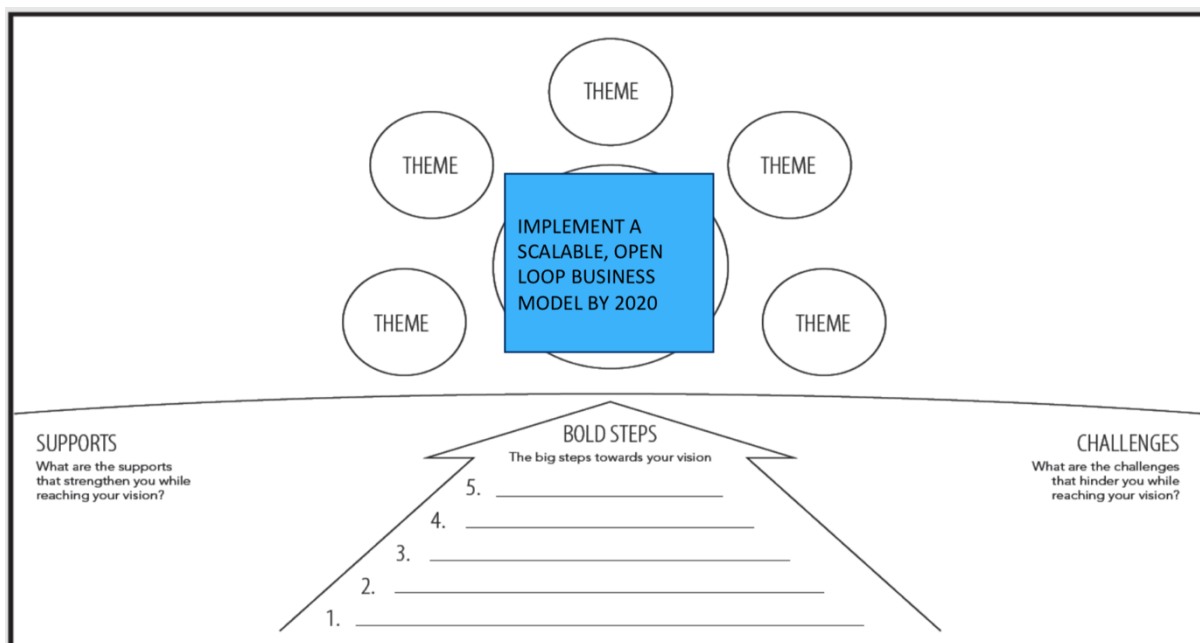 THEME
THEME
THEME
IMPLEMENT A
SCALABLE, OPEN
LOOP BUSINESS
MODEL BY 2020
THEME
THEME
SUPPORTS
What are the supports
that strengthen you while
reaching your vision?
BOLD STEPS
The big steps towards your vision
5.
4.
3.
2.
1.
CHALLENGES
What are the challenges
that hinder you while
reaching your vision?